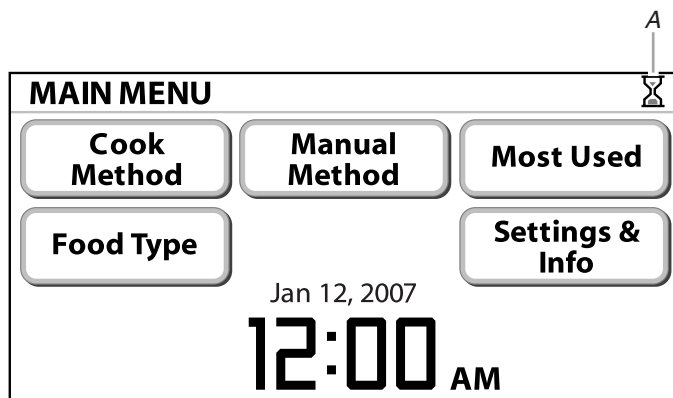 A
MAIN MENU
Cook
Method
Manual
Method
Most Used
Food Type
Settings &
Info
Jan 12, 2007
12:00 AM